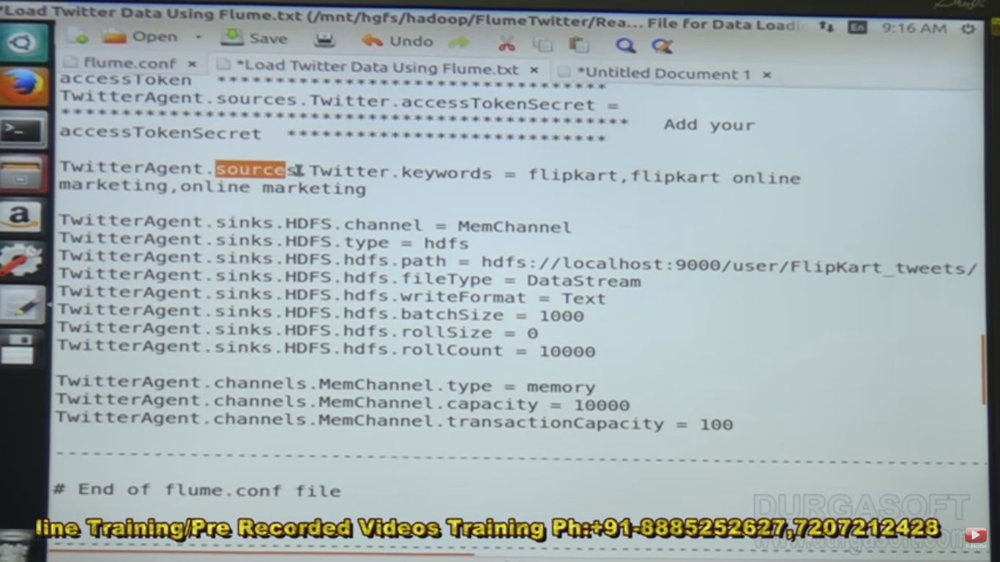 *Load Twitter Data Using Flume.txt (/mnt/hgfs/hadoop/FlumeTwitter/Rea... File for Data Loadin
En 9:16 AM
Open Save Undo
flume.conf × *Load Twitter Data Using Flume.txt × *Untitled Document 1 ×
accessToken *********************************
TwitterAgent.sources.Twitter.accessTokenSecret =
************************************************ Add your
accessTokenSecret ***************************
TwitterAgent.sources.Twitter.keywords = flipkart,flipkart online
marketing,online marketing
TwitterAgent.sinks.HDFS.channel = MemChannel
TwitterAgent.sinks.HDFS.type = hdfs
TwitterAgent.sinks.HDFS.hdfs.path = hdfs://localhost:9000/user/FlipKart_tweets/
TwitterAgent.sinks.HDFS.hdfs.fileType = DataStream
TwitterAgent.sinks.HDFS.hdfs.writeFormat = Text
TwitterAgent.sinks.HDFS.hdfs.batchSize = 1000
TwitterAgent.sinks.HDFS.hdfs.rollSize = 0
TwitterAgent.sinks.HDFS.hdfs.rollCount = 10000
TwitterAgent.channels.MemChannel.type = memory
TwitterAgent.channels.MemChannel.capacity = 10000
TwitterAgent.channels.MemChannel.transactionCapacity = 100
--------------------------------------------------------------------------------
# End of flume.conf file
DURGASOFT
line Training/Pre Recorded Videos Training Ph:+91-8885252627,7207212428
www.durgasoft.com
Subscribe